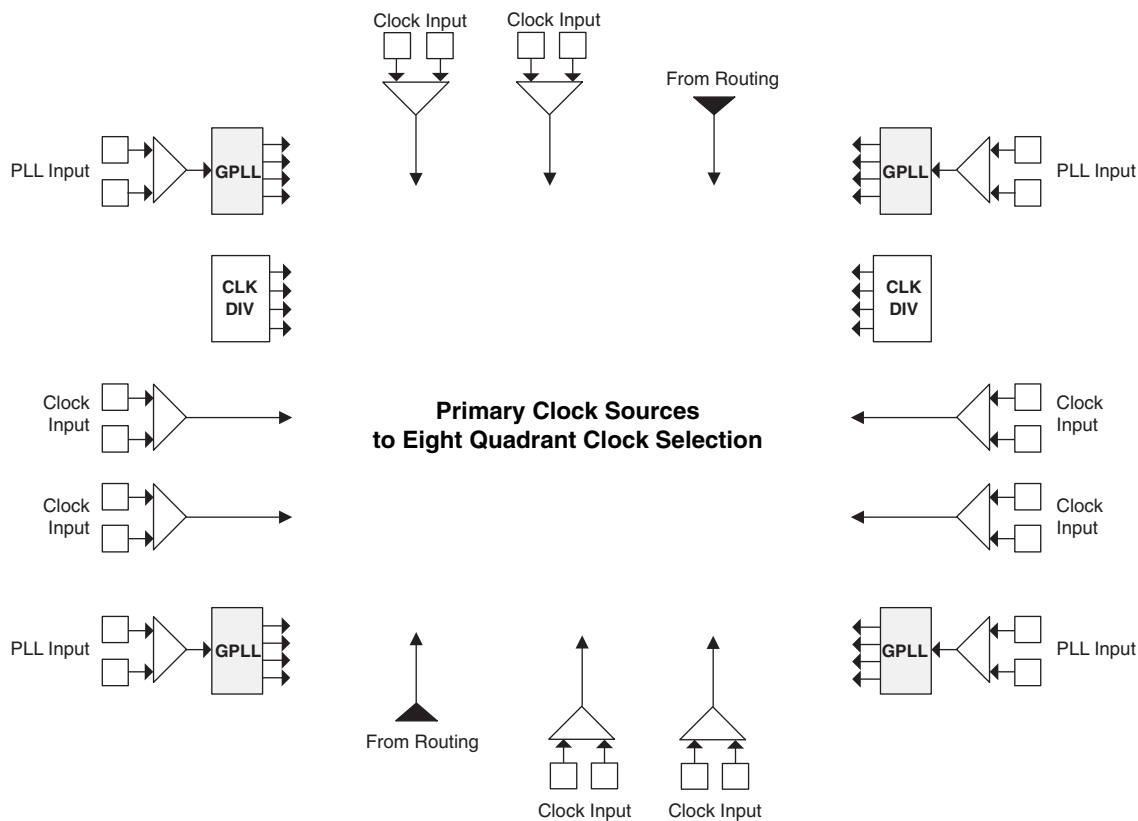 Clock Input
Clock Input
From Routing
PLL Input
GPLL
GPLL
PLL Input
CLK
DIV
CLK
DIV
Clock
Input
Primary Clock Sources
to Eight Quadrant Clock Selection
Clock
Input
Clock
Input
Clock
Input
PLL Input
GPLL
GPLL
PLL Input
From Routing
Clock Input
Clock Input